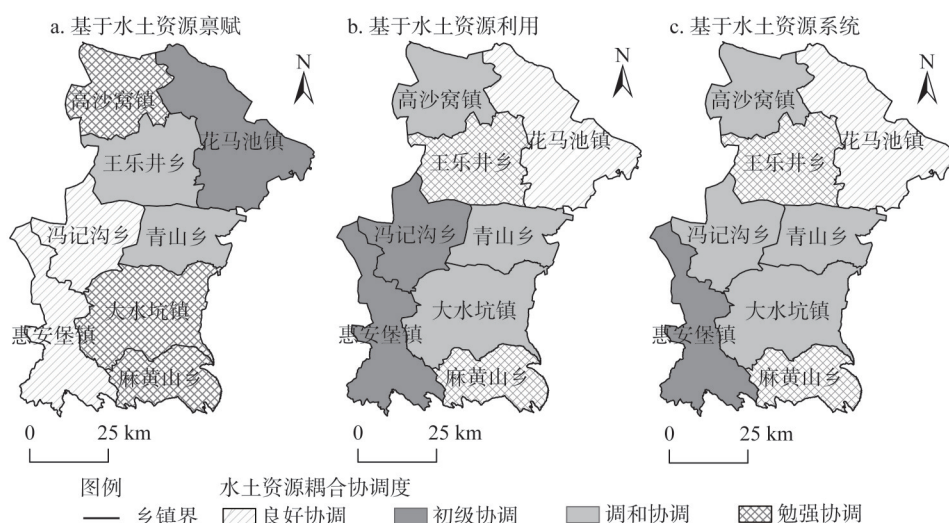 a. 基于水土资源禀赋
N
高沙窝镇
花马池镇
王乐井乡
冯记沟乡
青山乡
大水坑镇
惠安堡镇
麻黄山乡
0 25 km
b. 基于水土资源利用
N
高沙窝镇
花马池镇
王乐井乡
冯记沟乡
青山乡
大水坑镇
惠安堡镇
麻黄山乡
0 25 km
c. 基于水土资源系统
N
高沙窝镇
花马池镇
王乐井乡
冯记沟乡
青山乡
大水坑镇
惠安堡镇
麻黄山乡
0 25 km
图例 水土资源耦合协调度
乡镇界 良好协调 初级协调 调和协调 勉强协调